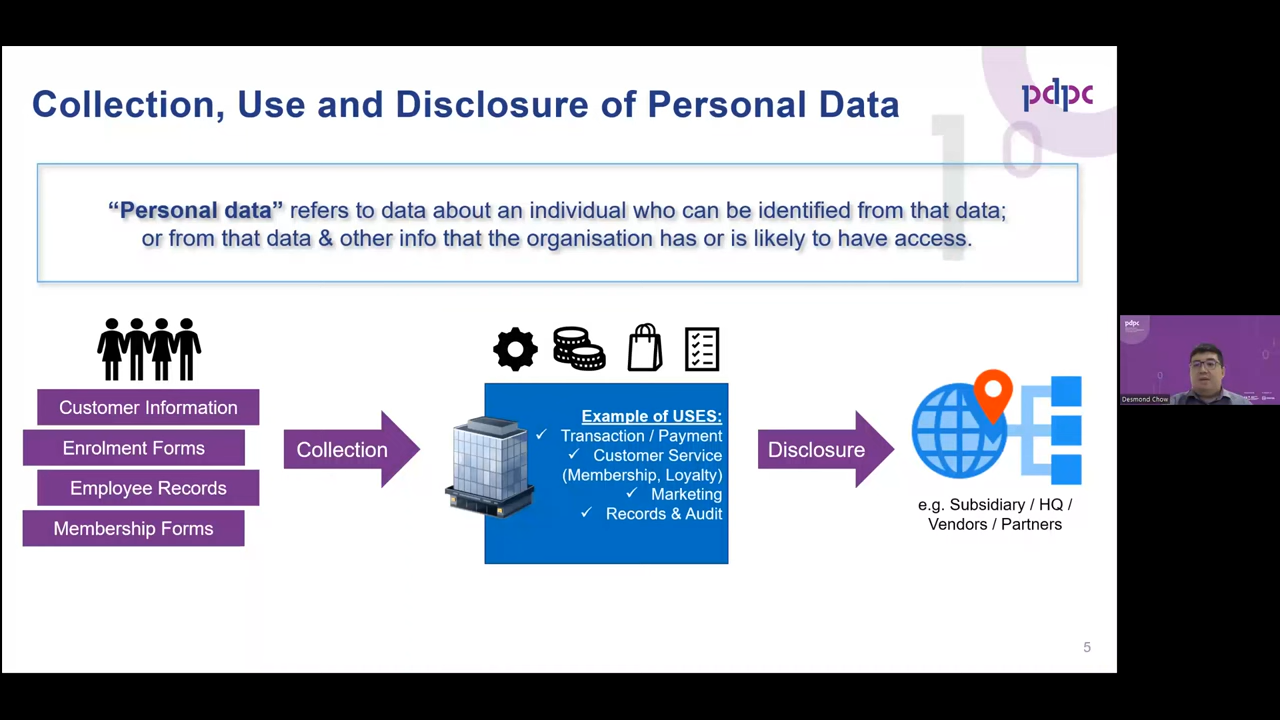 Collection, Use and Disclosure of Personal Data
pdpc
“Personal data” refers to data about an individual who can be identified from that data;
or from that data & other info that the organisation has or is likely to have access.
Customer Information
Enrolment Forms
Employee Records
Membership Forms
Collection
Example of USES:
✓ Transaction / Payment
✓ Customer Service
(Membership, Loyalty)
✓ Marketing
✓ Records & Audit
Disclosure
e.g. Subsidiary / HQ /
Vendors / Partners
5
pdpc
Desmond Chow